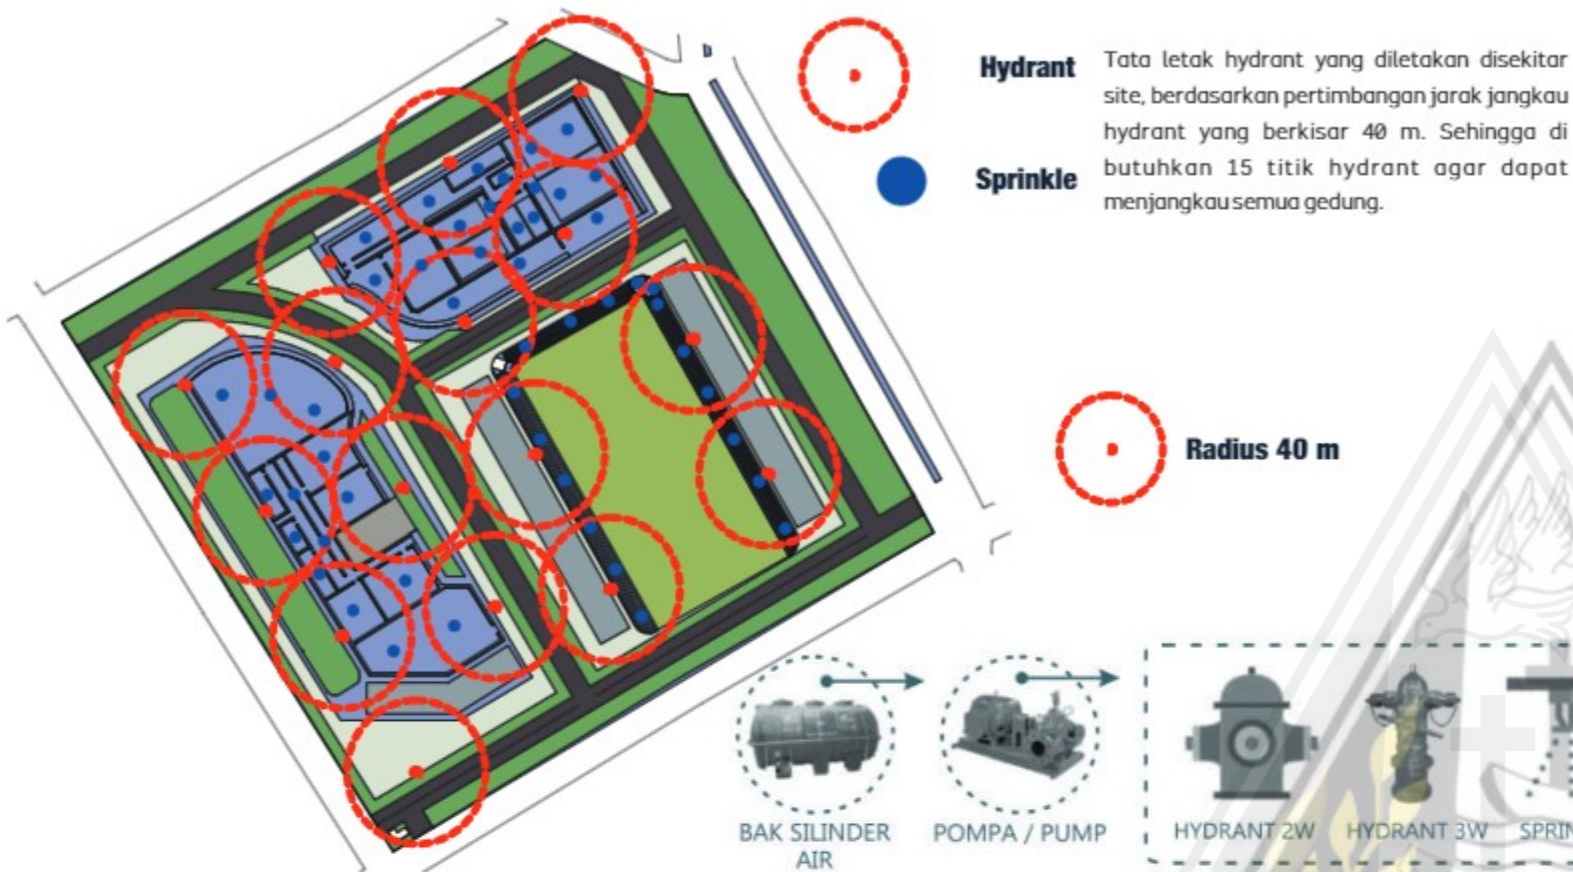 Hydrant
Tata letak hydrant yang diletakan disekitar
site, berdasarkan pertimbangan jarak jangkau
hydrant yang berkisar 40 m. Sehingga di
butuhkan 15 titik hydrant agar dapat
menjangkau semua gedung.
Sprinkle
Radius 40 m
BAK SILINDER
AIR
POMPA / PUMP
HYDRANT 2W
HYDRANT 3W
SPRIN